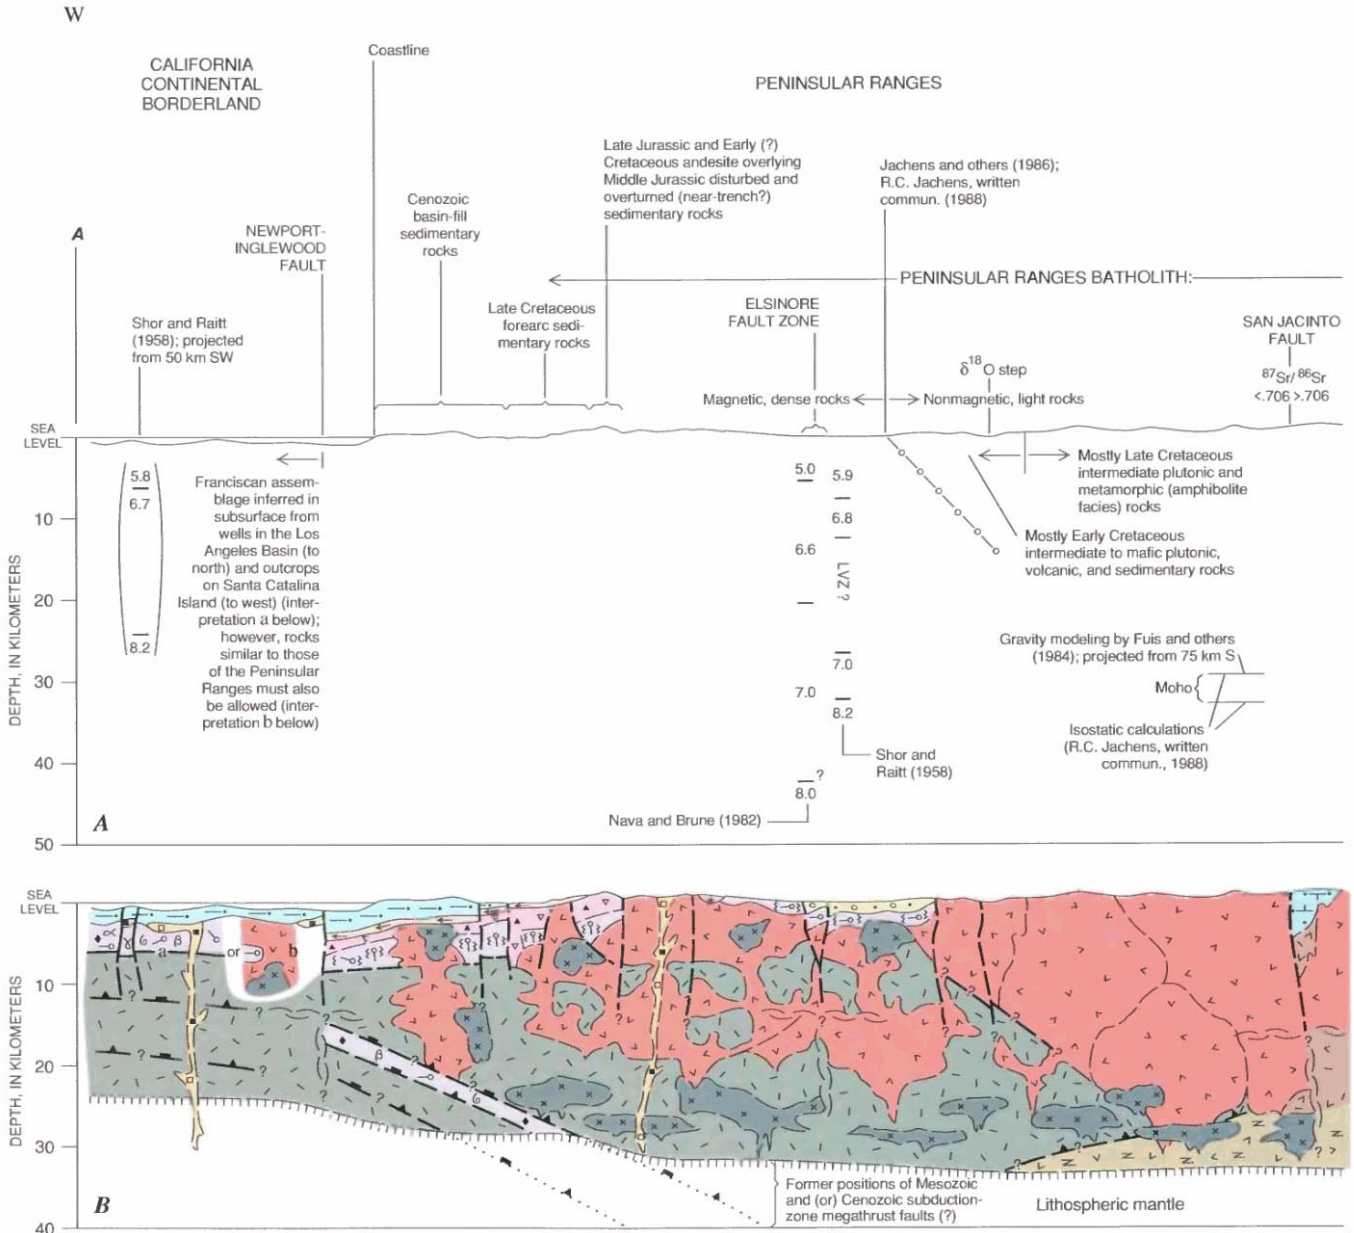 W
CALIFORNIA
CONTINENTAL
BORDERLAND
Coastline
PENINSULAR RANGES
Late Jurassic and Early (?)
Cretaceous andesite overlying
Middle Jurassic disturbed and
overturned (near-trench?)
sedimentary rocks
Jachens and others (1986);
R.C. Jachens, written
commun. (1988)
Cenozoic
basin-fill
sedimentary
rocks
A
NEWPORT-
INGLEWOOD
FAULT
PENINSULAR RANGES BATHOLITH:
Shor and Raitt
(1958); projected
from 50 km SW
Late Cretaceous
forearc sedi-
mentary rocks
ELSINORE
FAULT ZONE
SAN JACINTO
FAULT
δ18O step
87Sr/86Sr
<.706 >.706
Magnetic, dense rocks
Nonmagnetic, light rocks
SEA
LEVEL
10
20
30
40
50
DEPTH, IN KILOMETERS
5.8
6.7
8.2
Franciscan assem-
blage inferred in
subsurface from
wells in the Los
Angeles Basin (to
north) and outcrops
on Santa Catalina
Island (to west) (inter-
pretation a below);
however, rocks
similar to those
of the Peninsular
Ranges must also
be allowed (inter-
pretation b below)
5.0
6.6
7.0
?
8.0
Nava and Brune (1982)
5.9
6.8
LVZ ?
7.0
8.2
Shor and
Raitt (1958)
Mostly Late Cretaceous
intermediate plutonic and
metamorphic (amphibolite
facies) rocks
Mostly Early Cretaceous
intermediate to mafic plutonic,
volcanic, and sedimentary rocks
Gravity modeling by Fuis and others
(1984); projected from 75 km S
Moho
Isostatic calculations
(R.C. Jachens, written
commun., 1988)
A
SEA
LEVEL
10
20
30
40
DEPTH, IN KILOMETERS
a
or
b
β
β
Former positions of Mesozoic
and (or) Cenozoic subduction-
zone megathrust faults (?)
Lithospheric mantle
B